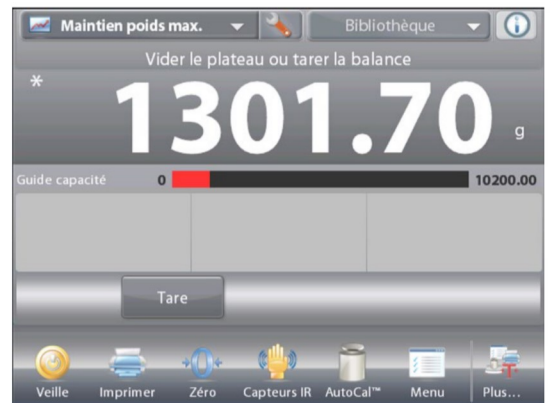 Maintien poids max.
Bibliothèque
Vider le plateau ou tarer la balance
* 1301.70 g
Guide capacité 0 10200.00
Tare
Veille Imprimer Zéro Capteurs IR AutoCal™ Menu Plus...